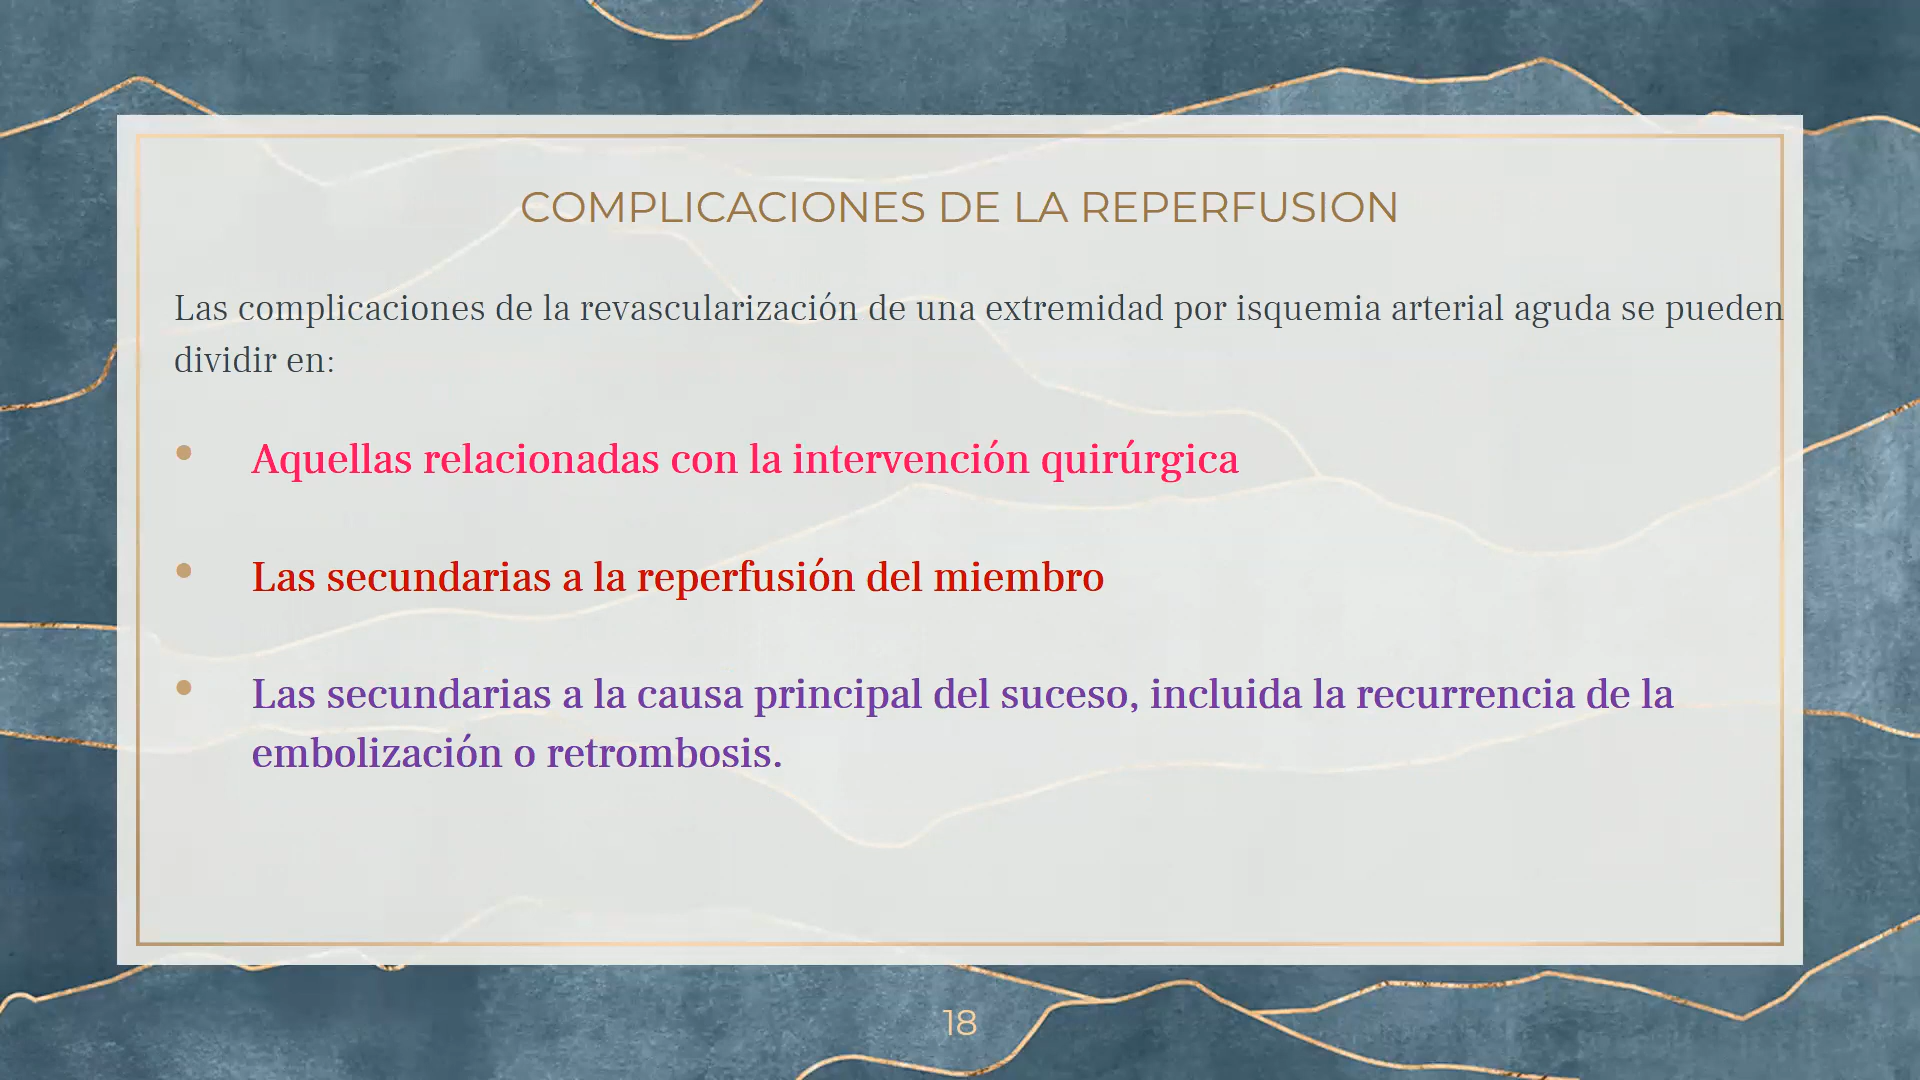 COMPLICACIONES DE LA REPERFUSION
Las complicaciones de la revascularización de una extremidad por isquemia arterial aguda se pueden
dividir en:
• Aquellas relacionadas con la intervención quirúrgica
• Las secundarias a la reperfusión del miembro
• Las secundarias a la causa principal del suceso, incluida la recurrencia de la
embolización o retrombosis.
18